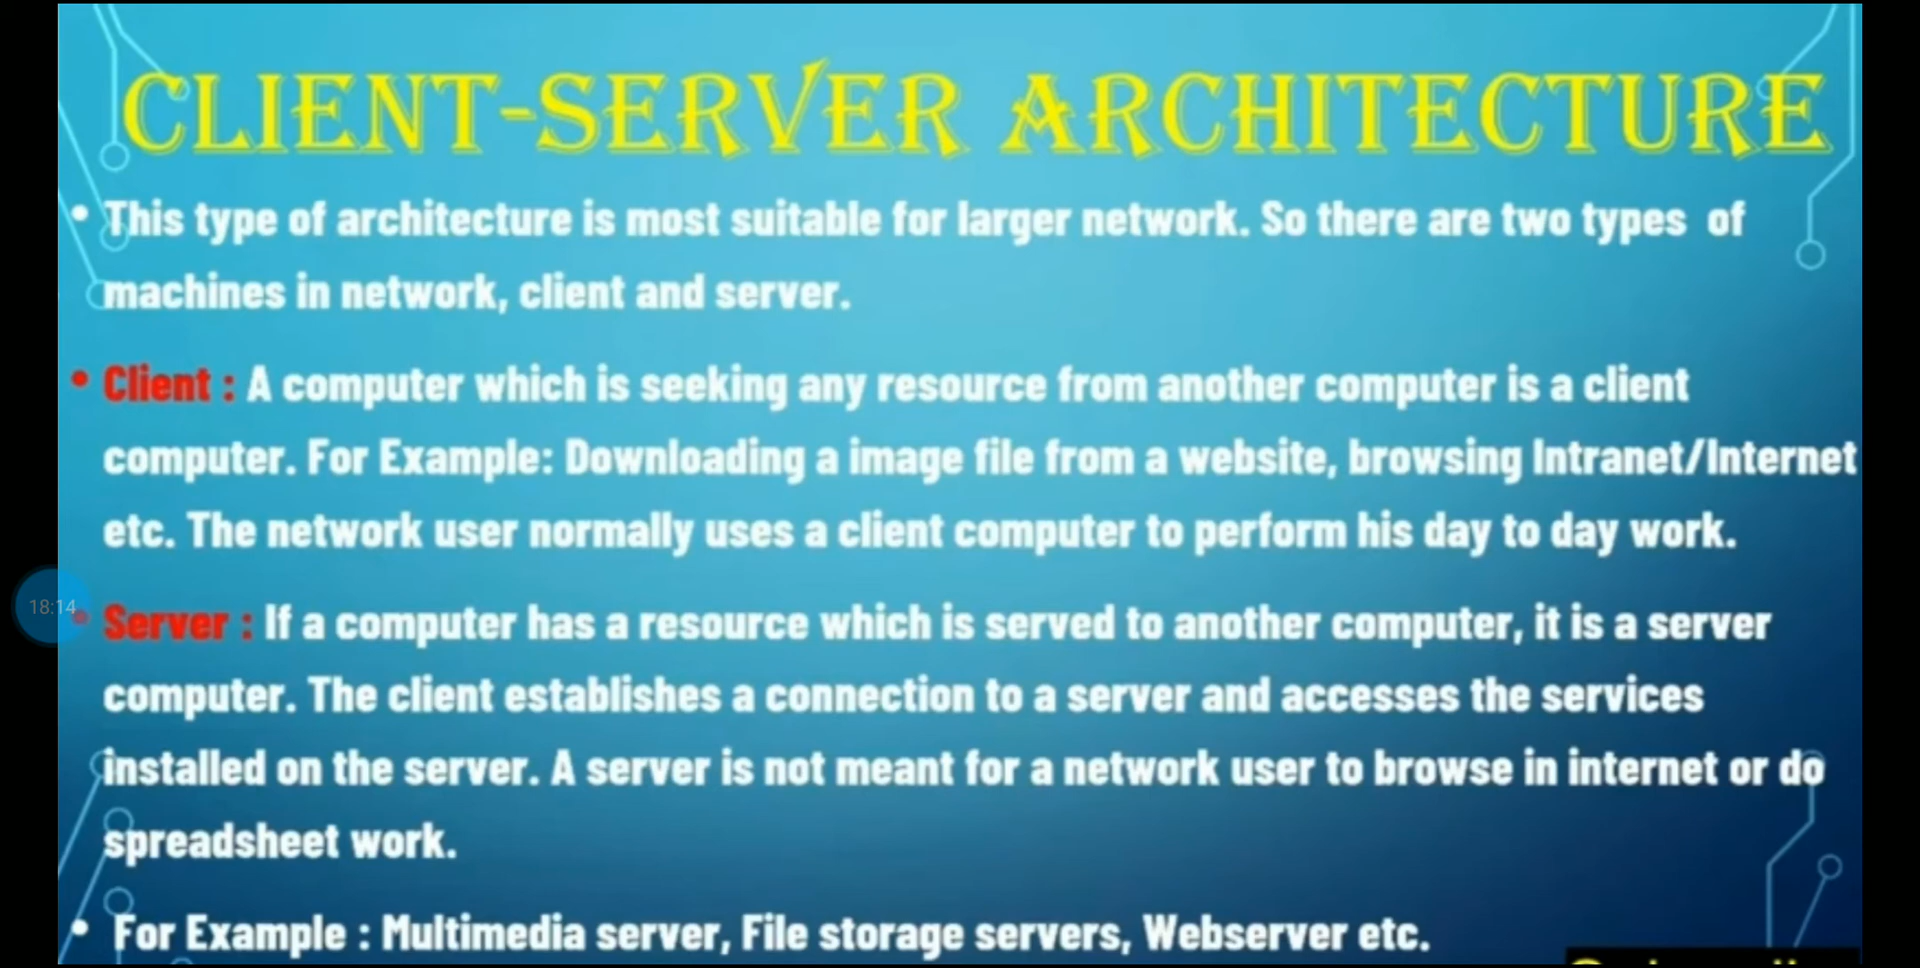 CLIENT-SERVER ARCHITECTURE
• This type of architecture is most suitable for larger network. So there are two types of
machines in network, client and server.
• Client : A computer which is seeking any resource from another computer is a client
computer. For Example: Downloading a image file from a website, browsing Intranet/Internet
etc. The network user normally uses a client computer to perform his day to day work.
18:14
• Server : If a computer has a resource which is served to another computer, it is a server
computer. The client establishes a connection to a server and accesses the services
installed on the server. A server is not meant for a network user to browse in internet or do
spreadsheet work.
• For Example : Multimedia server, File storage servers, Webserver etc.